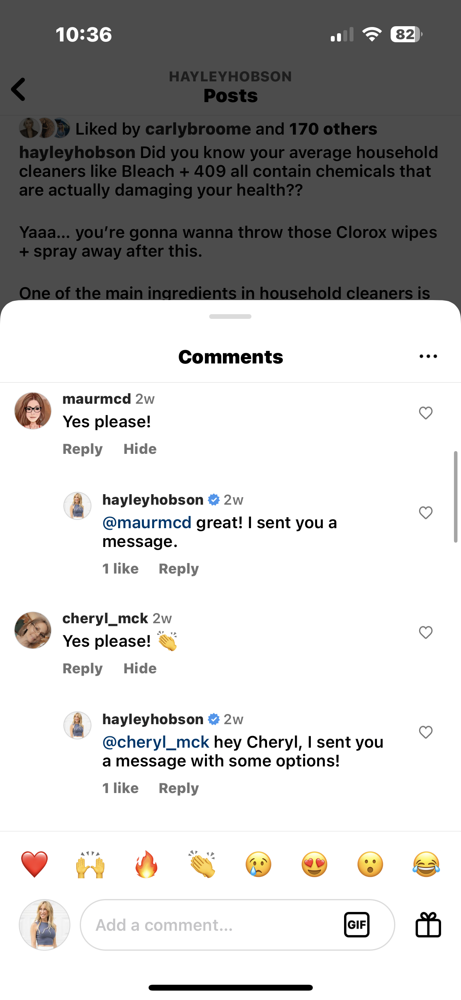 10:36
82
HAYLEYHOBSON
Posts
Liked by carlybroome and 170 others
hayleyhobson Did you know your average household
cleaners like Bleach + 409 all contain chemicals that
are actually damaging your health??
Yaaa... you’re gonna wanna throw those Clorox wipes
+ spray away after this.
One of the main ingredients in household cleaners is
Comments
maurmcd 2w
Yes please!
Reply Hide
hayleyhobson 2w
@maurmcd great! I sent you a
message.
1 like Reply
cheryl_mck 2w
Yes please! 👏
Reply Hide
hayleyhobson 2w
@cheryl_mck hey Cheryl, I sent you
a message with some options!
1 like Reply
Add a comment...
GIF